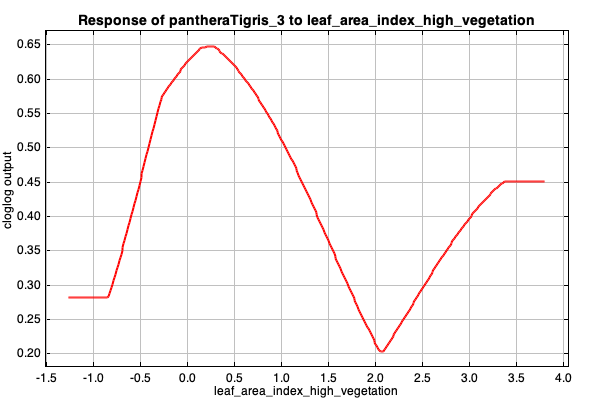 Response of pantheraTigris_3 to leaf_area_index_high_vegetation
cloglog output
0.65
0.60
0.55
0.50
0.45
0.40
0.35
0.30
0.25
0.20
-1.5 -1.0 -0.5 0.0 0.5 1.0 1.5 2.0 2.5 3.0 3.5 4.0
leaf_area_index_high_vegetation